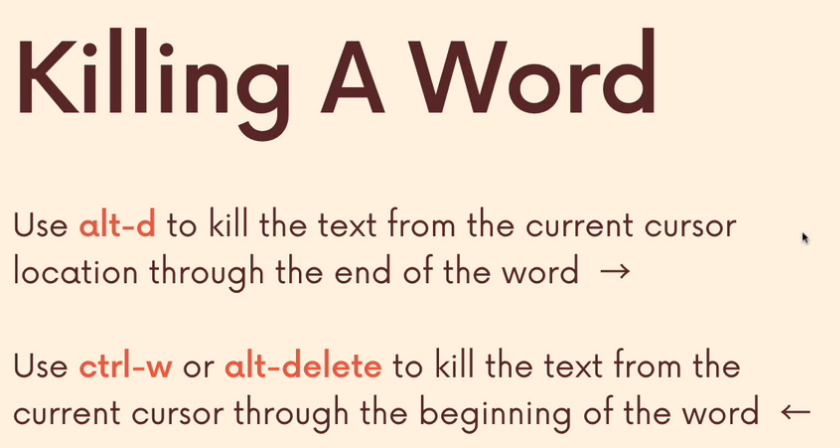 Killing A Word
Use alt-d to kill the text from the current cursor
location through the end of the word →
Use ctrl-w or alt-delete to kill the text from the
current cursor through the beginning of the word ←